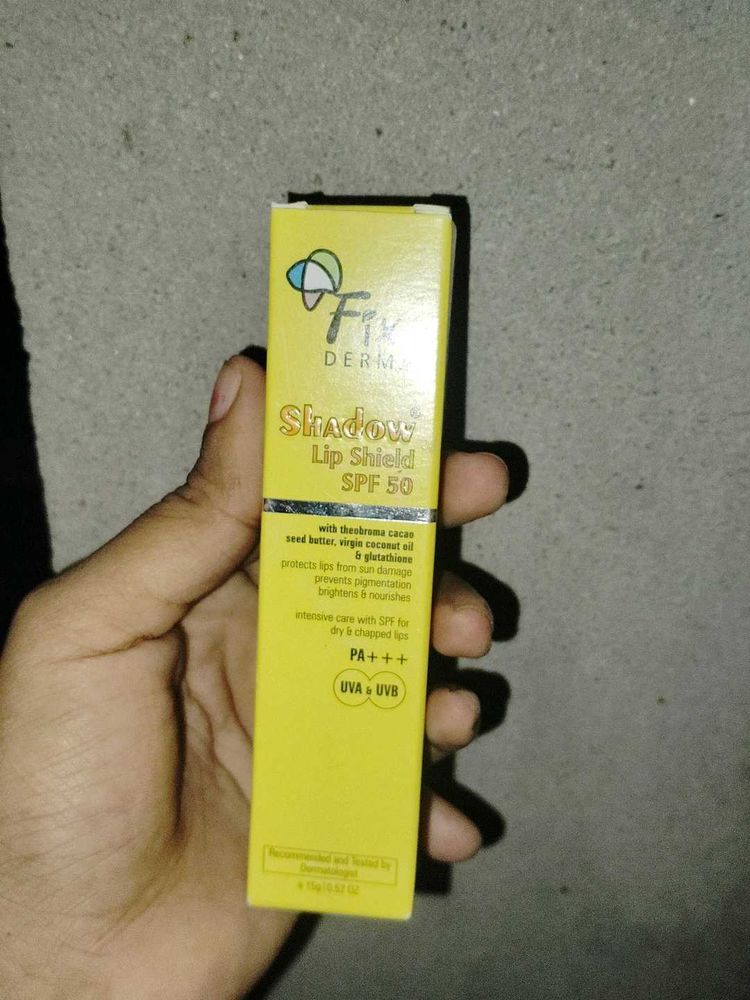 Fix
DERMA
Shadow®
Lip Shield
SPF 50
with theobroma cacao
seed butter, virgin coconut oil
& glutathione
protects lips from sun damage
prevents pigmentation
brightens & nourishes
intensive care with SPF for
dry & chapped lips
PA+++
UVA & UVB
Recommended and Tested by
Dermatologist
e 15g | 0.52 OZ